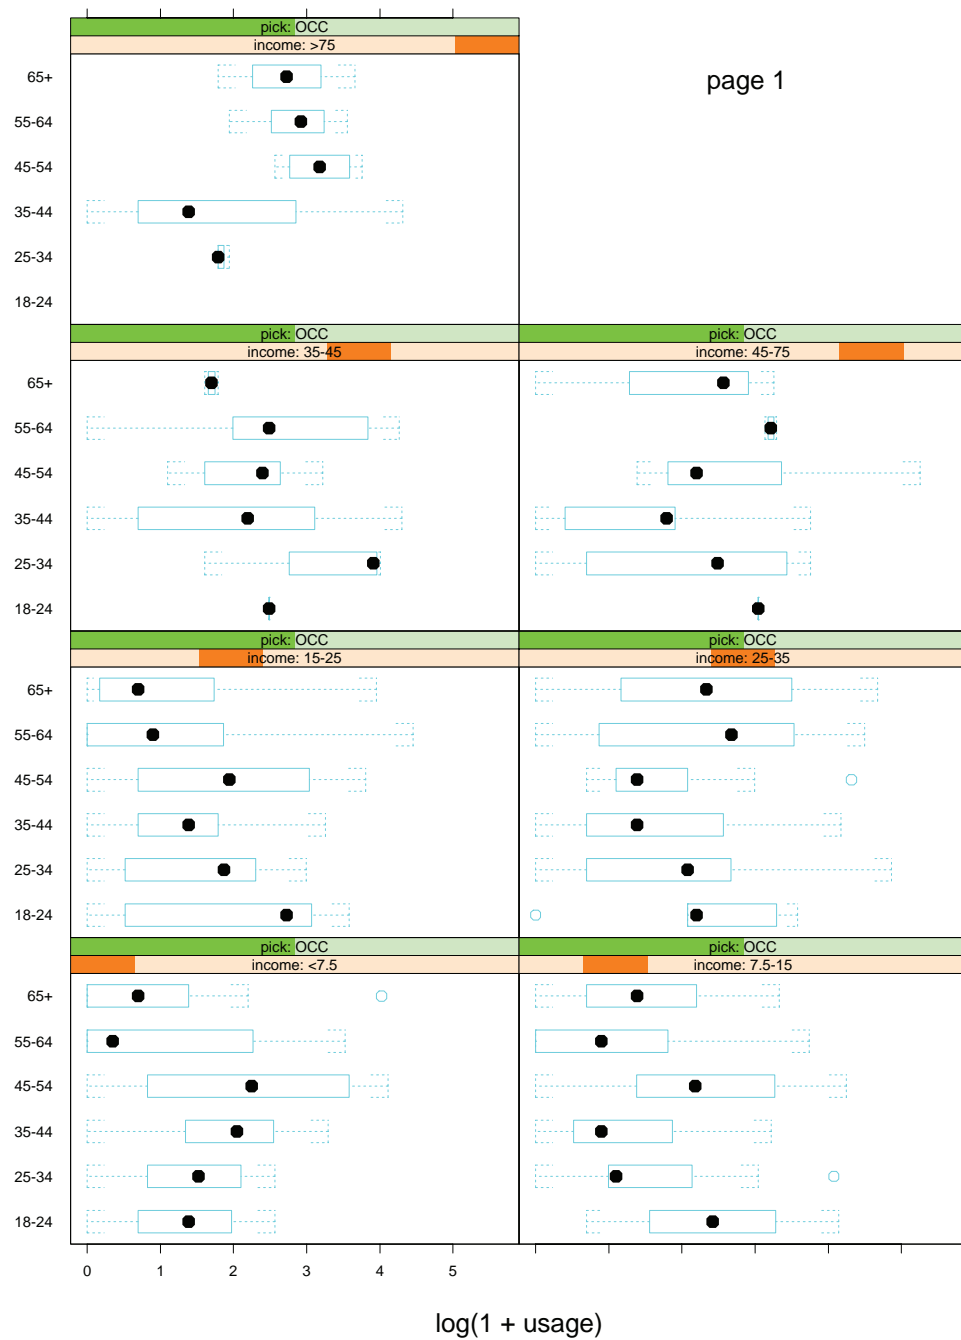 pick: OCC
income: >75
page 1
65+
55-64
45-54
35-44
25-34
18-24
pick: OCC
pick: OCC
income: 35-45
income: 45-75
65+
55-64
45-54
35-44
25-34
18-24
pick: OCC
pick: OCC
income: 15-25
income: 25-35
65+
55-64
45-54
35-44
25-34
18-24
pick: OCC
pick: OCC
income: <7.5
income: 7.5-15
65+
55-64
45-54
35-44
25-34
18-24
0 1 2 3 4 5
log(1 + usage)